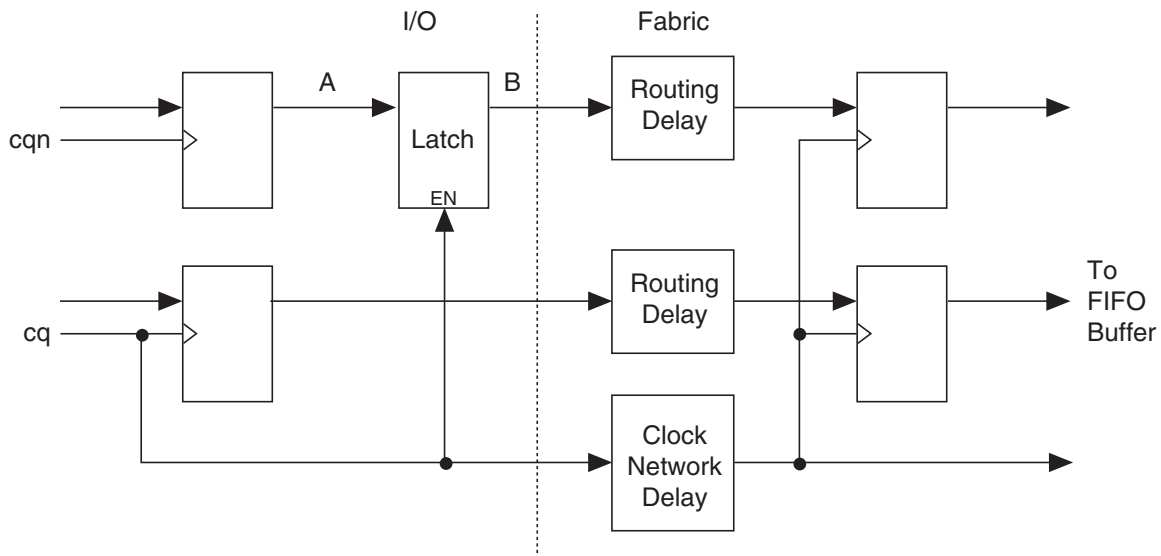 I/O
Fabric
A
B
Routing
Delay
cqn
Latch
EN
Routing
Delay
To
FIFO
Buffer
cq
Clock
Network
Delay